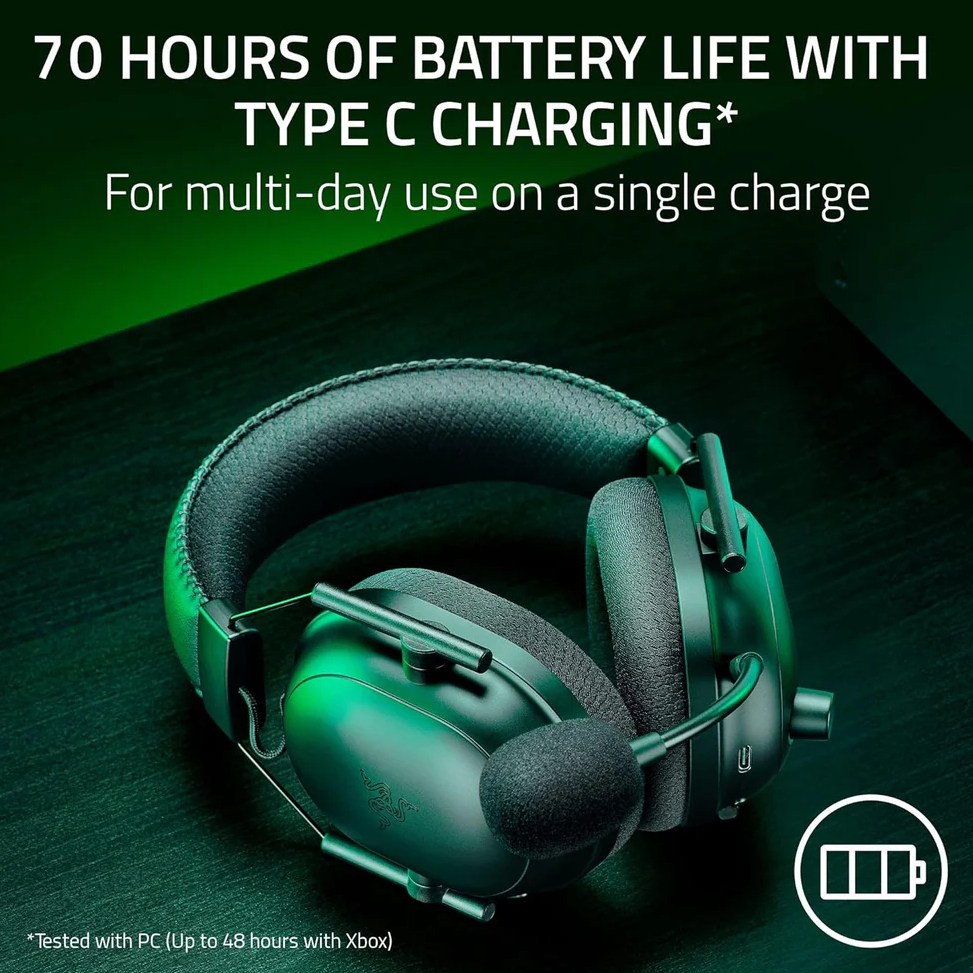 70 HOURS OF BATTERY LIFE WITH
TYPE C CHARGING*
For multi-day use on a single charge
*Tested with PC (Up to 48 hours with Xbox)